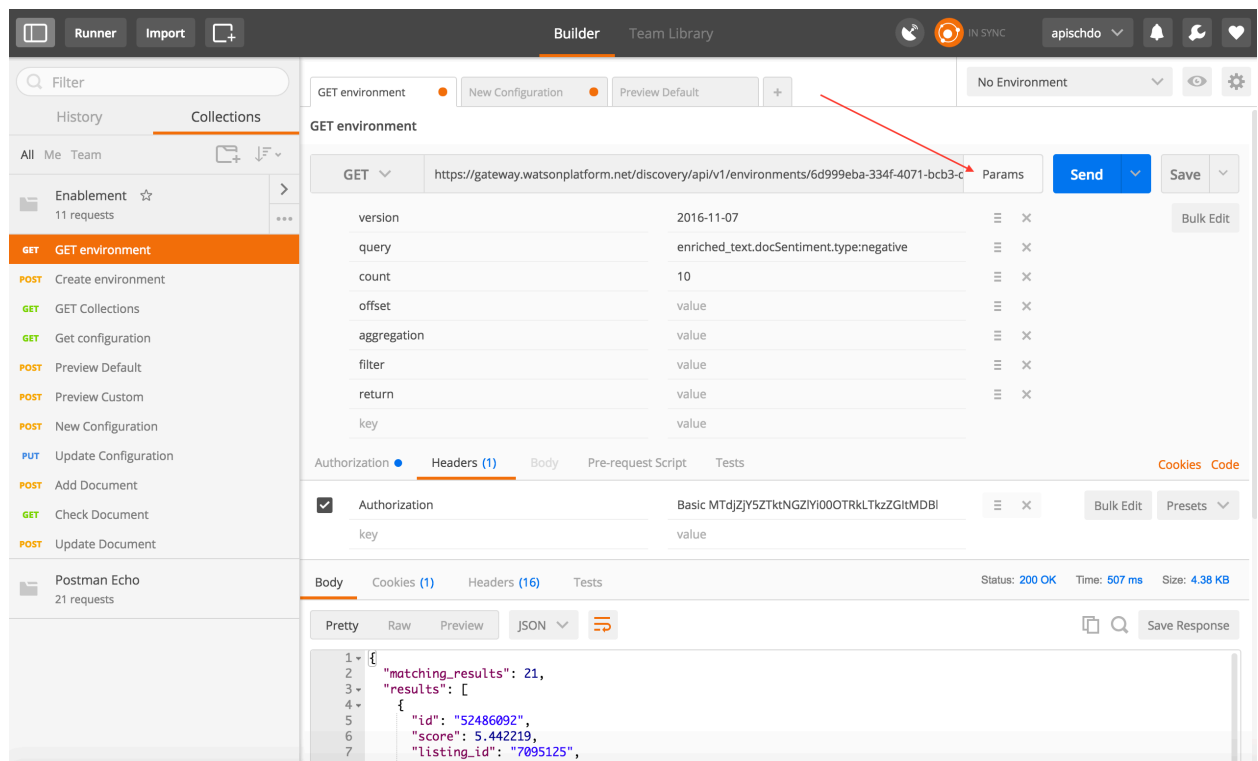 Runner Import Builder Team Library IN SYNC apischdo
Filter
History Collections
All Me Team
Enablement
11 requests
GET GET environment
POST Create environment
GET GET Collections
GET Get configuration
POST Preview Default
POST Preview Custom
POST New Configuration
PUT Update Configuration
POST Add Document
GET Check Document
POST Update Document
Postman Echo
21 requests
GET environment New Configuration Preview Default + No Environment
GET environment
GET https://gateway.watsonplatform.net/discovery/api/v1/environments/6d999eba-334f-4071-bcb3-c Params Send Save
version 2016-11-07 Bulk Edit
query enriched_text.docSentiment.type:negative
count 10
offset value
aggregation value
filter value
return value
key value
Authorization Headers (1) Body Pre-request Script Tests Cookies Code
Authorization Basic Bulk Edit Presets
key value
Body Cookies (1) Headers (16) Tests Status: 200 OK Time: 507 ms Size: 4.38 KB
Pretty Raw Preview JSON Save Response
1 {
2 "matching_results": 21,
3 "results": [
4 {
5 "id": "52486092",
6 "score": 5.442219,
7 "listing_id": "7095125",